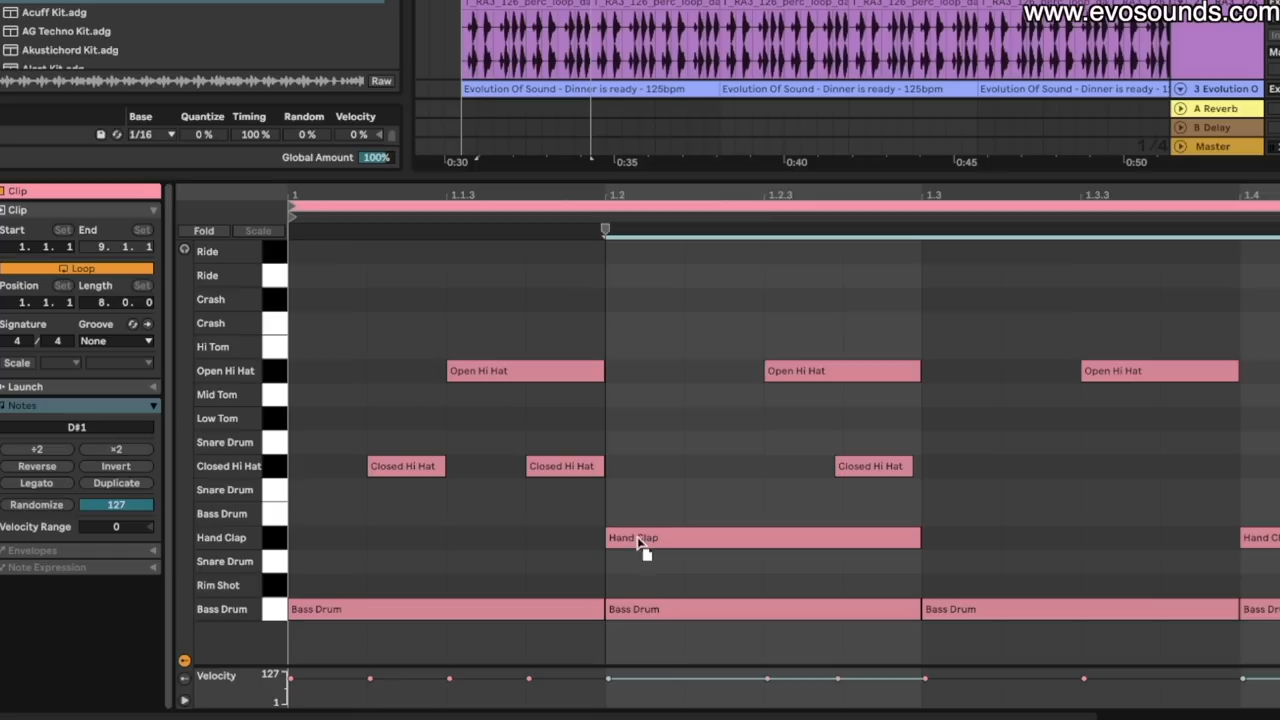 www.evosounds.com
Acuff Kit.adg
AG Techno Kit.adg
Akustichord Kit.adg
Raw
Evolution Of Sound - Dinner is ready - 125bpm
Evolution Of Sound - Dinner is ready - 125bpm
Evolution Of Sound - Dinner is ready - 1
3 Evolution O
A Reverb
B Delay
1/4
Master
0:30
0:35
0:40
0:45
0:50
Base
Quantize
Timing
Random
Velocity
1/16
0 %
100 %
0 %
0 %
Global Amount
100%
Clip
Clip
Start
Set
End
Set
1. 1. 1
9. 1. 1
Loop
Position
Set
Length
Set
1. 1. 1
8. 0. 0
Signature
Groove
4 / 4
None
Scale
Launch
Notes
D#1
÷2
×2
Reverse
Invert
Legato
Duplicate
Randomize
127
Velocity Range
0
Envelopes
Note Expression
1
1.1.3
1.2
1.2.3
1.3
1.3.3
1.4
Fold
Scale
Ride
Ride
Crash
Crash
Hi Tom
Open Hi Hat
Open Hi Hat
Open Hi Hat
Open Hi Hat
Mid Tom
Low Tom
Snare Drum
Closed Hi Hat
Closed Hi Hat
Closed Hi Hat
Closed Hi Hat
Snare Drum
Bass Drum
Hand Clap
Hand Clap
Hand Cl
Snare Drum
Rim Shot
Bass Drum
Bass Drum
Bass Drum
Bass Drum
Bass Dr
Velocity
127
1